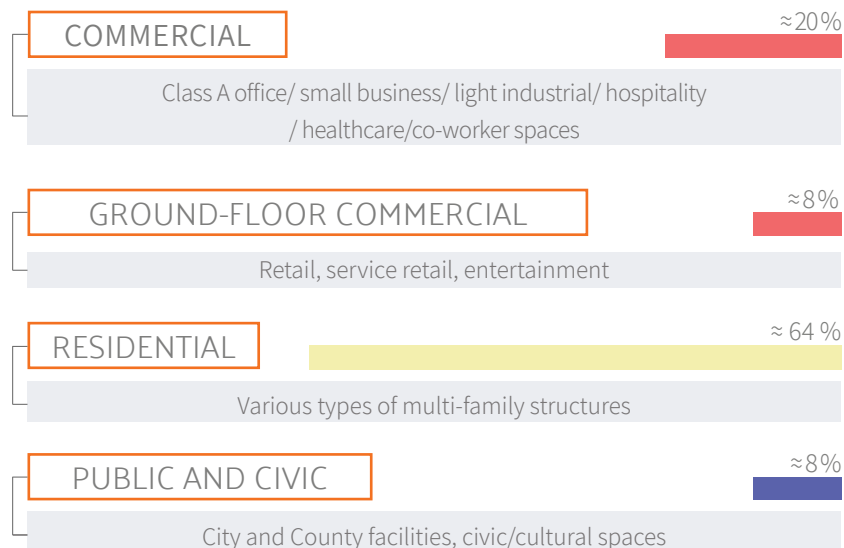 COMMERCIAL
≈20%
Class A office/ small business/ light industrial/ hospitality
/ healthcare/co-worker spaces
GROUND-FLOOR COMMERCIAL
≈8%
Retail, service retail, entertainment
RESIDENTIAL
≈ 64 %
Various types of multi-family structures
PUBLIC AND CIVIC
≈8%
City and County facilities, civic/cultural spaces